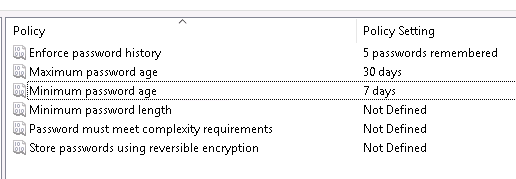 Policy Policy Setting
Enforce password history 5 passwords remembered
Maximum password age 30 days
Minimum password age 7 days
Minimum password length Not Defined
Password must meet complexity requirements Not Defined
Store passwords using reversible encryption Not Defined